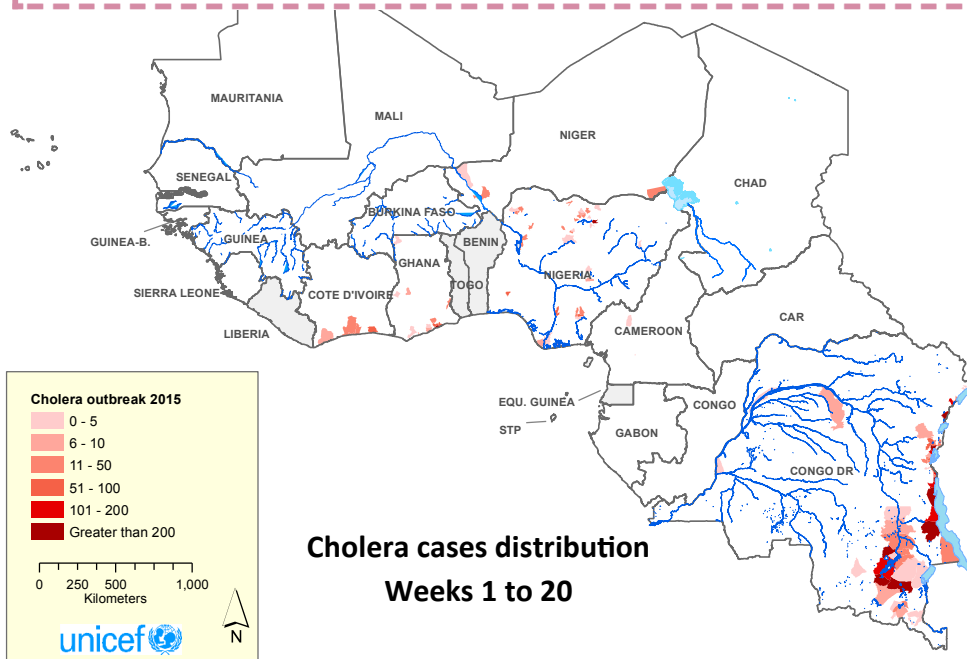 MAURITANIA
MALI
NIGER
CHAD
SENEGAL
BURKINA FASO
GUINEA-B.
GUINEA
BENIN
GHANA
NIGERIA
TOGO
SIERRA LEONE
COTE D'IVOIRE
LIBERIA
CAMEROON
CAR
EQU. GUINEA
CONGO
STP
GABON
CONGO DR
Cholera outbreak 2015
0 - 5
6 - 10
11 - 50
51 - 100
101 - 200
Greater than 200
0 250 500 1,000
Kilometers
N
unicef
Cholera cases distribution
Weeks 1 to 20